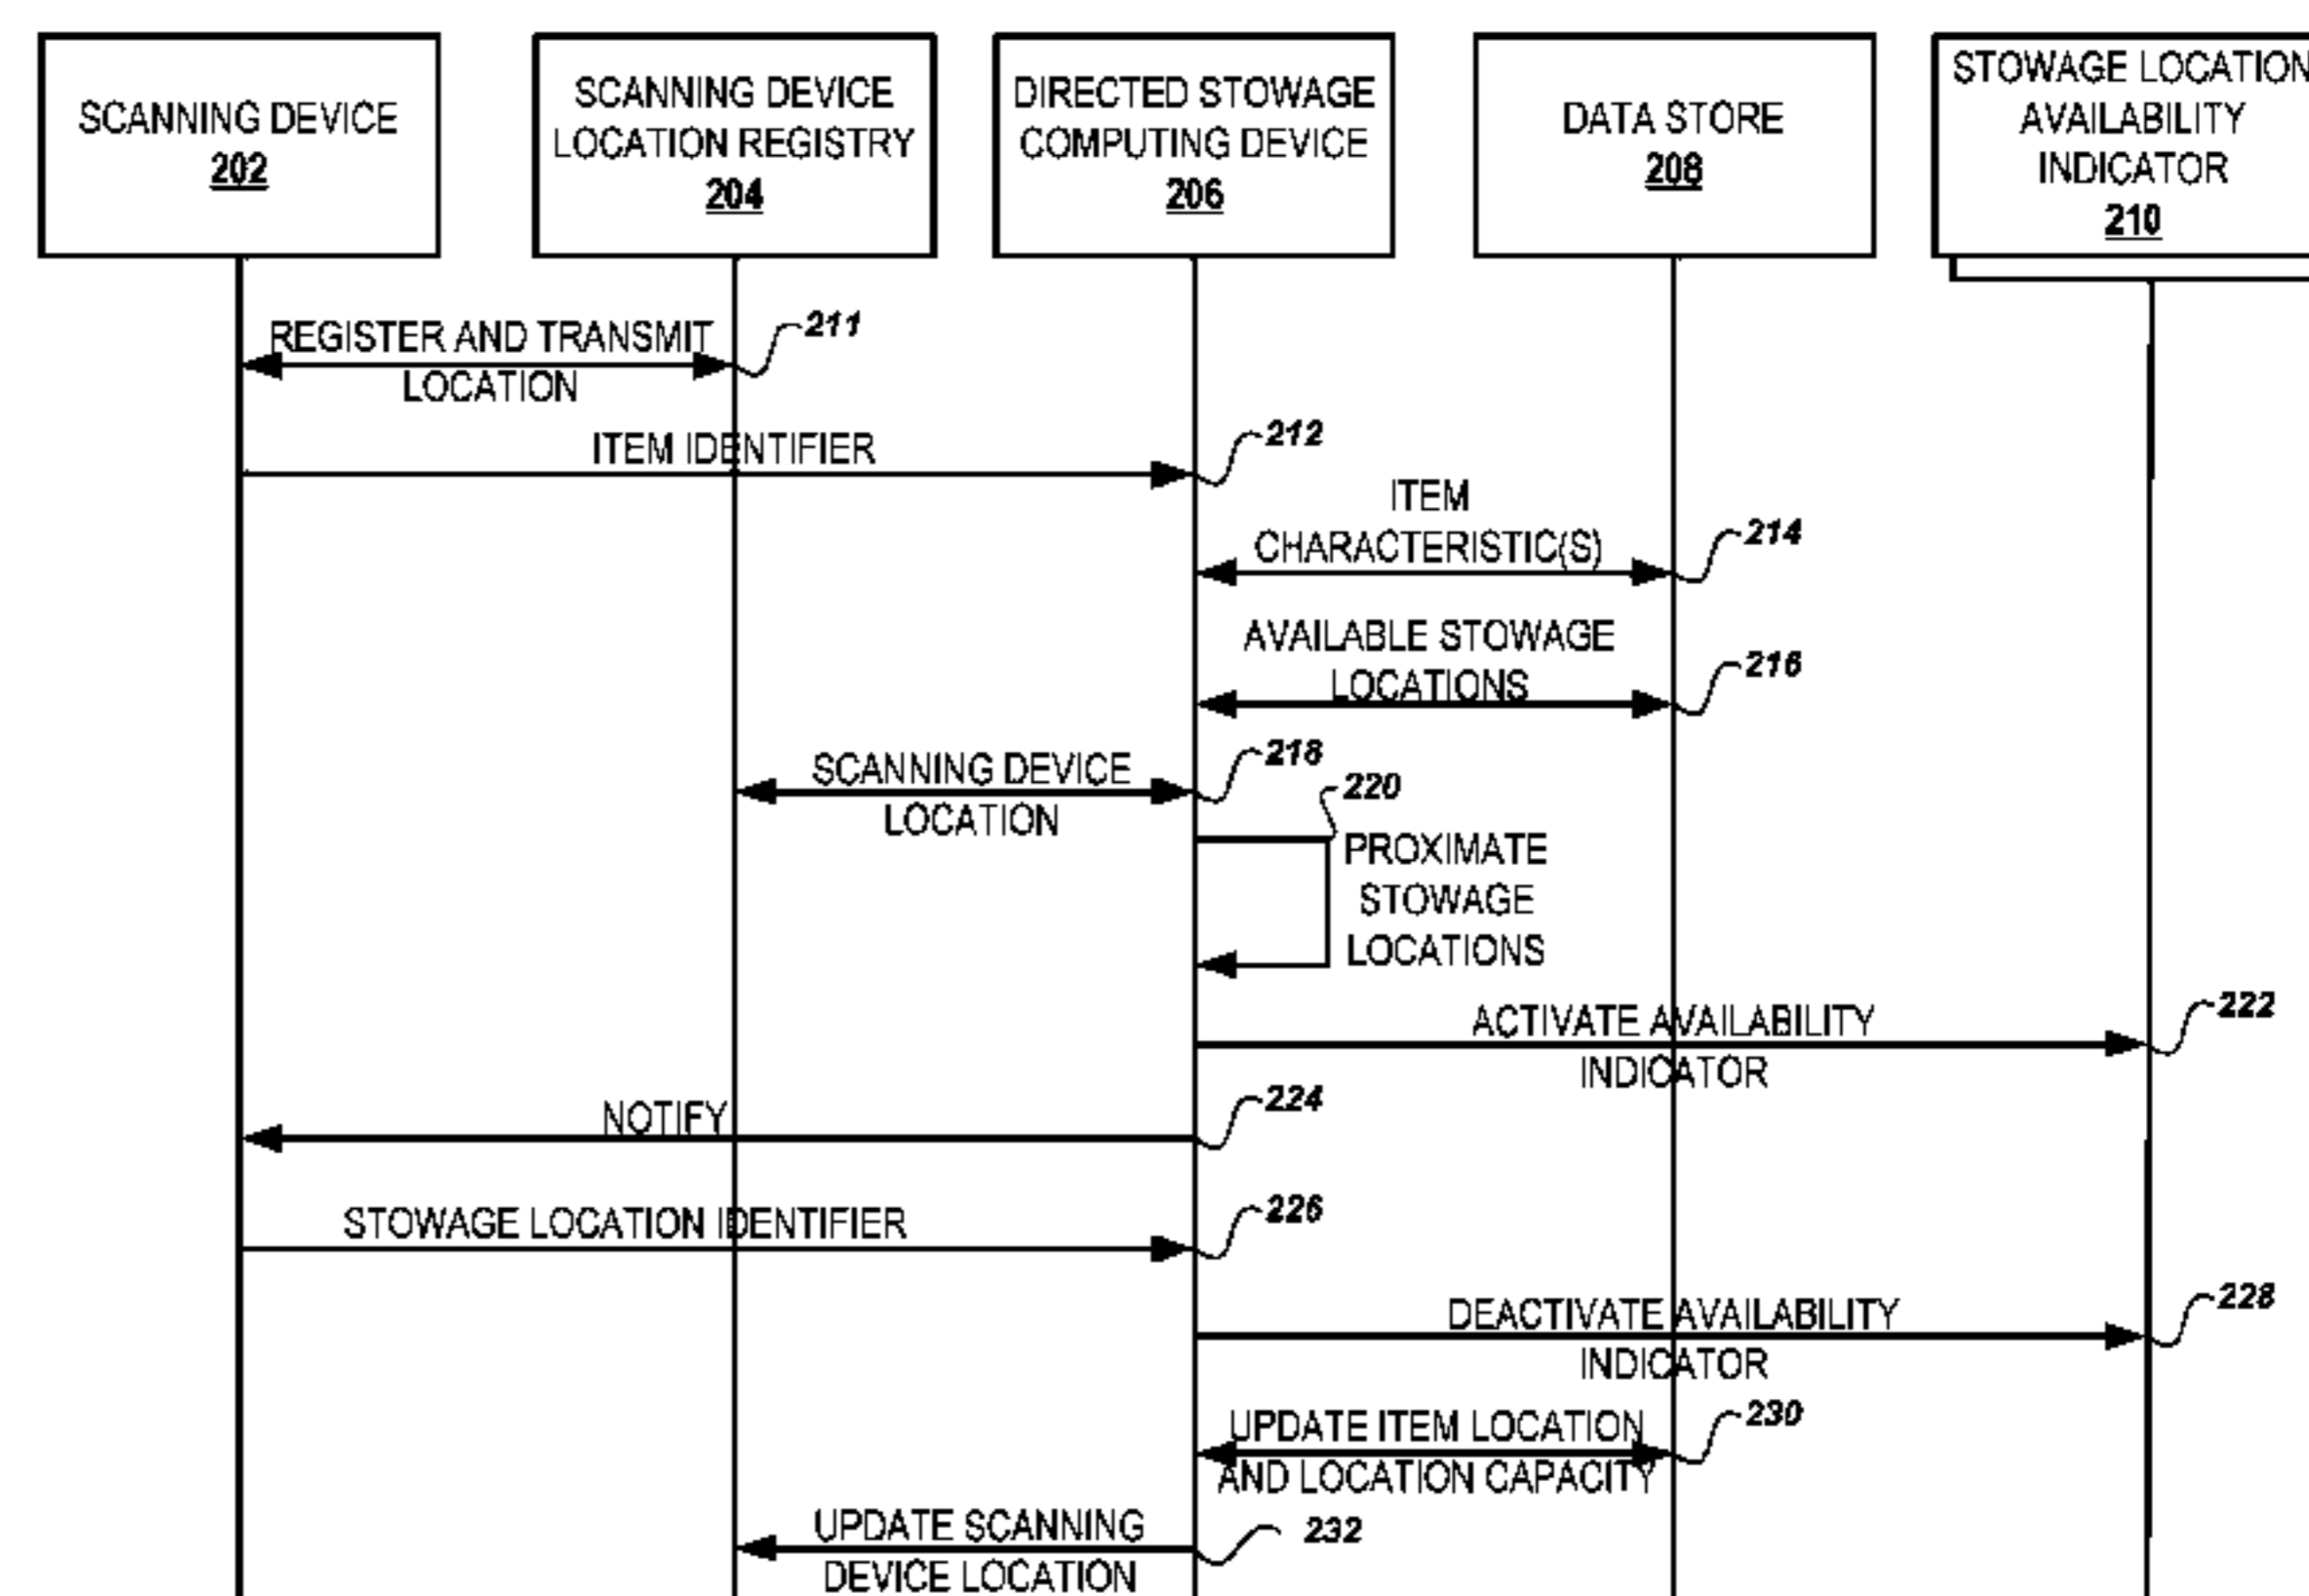 SCANNING DEVICE
202
SCANNING DEVICE
LOCATION REGISTRY
204
DIRECTED STOWAGE
COMPUTING DEVICE
206
DATA STORE
208
STOWAGE LOCATION
AVAILABILITY
INDICATOR
210
REGISTER AND TRANSMIT
LOCATION
211
ITEM IDENTIFIER
212
ITEM
CHARACTERISTIC(S)
214
AVAILABLE STOWAGE
LOCATIONS
216
SCANNING DEVICE
LOCATION
218
220
PROXIMATE
STOWAGE
LOCATIONS
ACTIVATE AVAILABILITY
INDICATOR
222
NOTIFY
224
STOWAGE LOCATION IDENTIFIER
226
DEACTIVATE AVAILABILITY
INDICATOR
228
UPDATE ITEM LOCATION
AND LOCATION CAPACITY
230
UPDATE SCANNING
DEVICE LOCATION
232